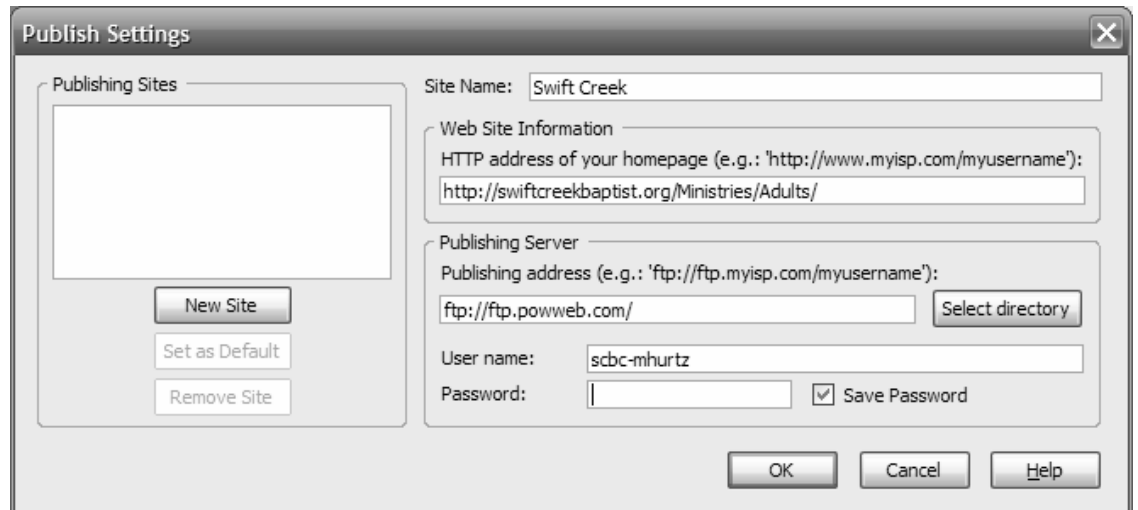 Publish Settings
Publishing Sites
New Site
Set as Default
Remove Site
Site Name: Swift Creek
Web Site Information
HTTP address of your homepage (e.g.: 'http://www.myisp.com/myusername'):
http://swiftcreekbaptist.org/Ministries/Adults/
Publishing Server
Publishing address (e.g.: 'ftp://ftp.myisp.com/myusername'):
ftp://ftp.powweb.com/ Select directory
User name: scbc-mhurtz
Password: Save Password
OK Cancel Help